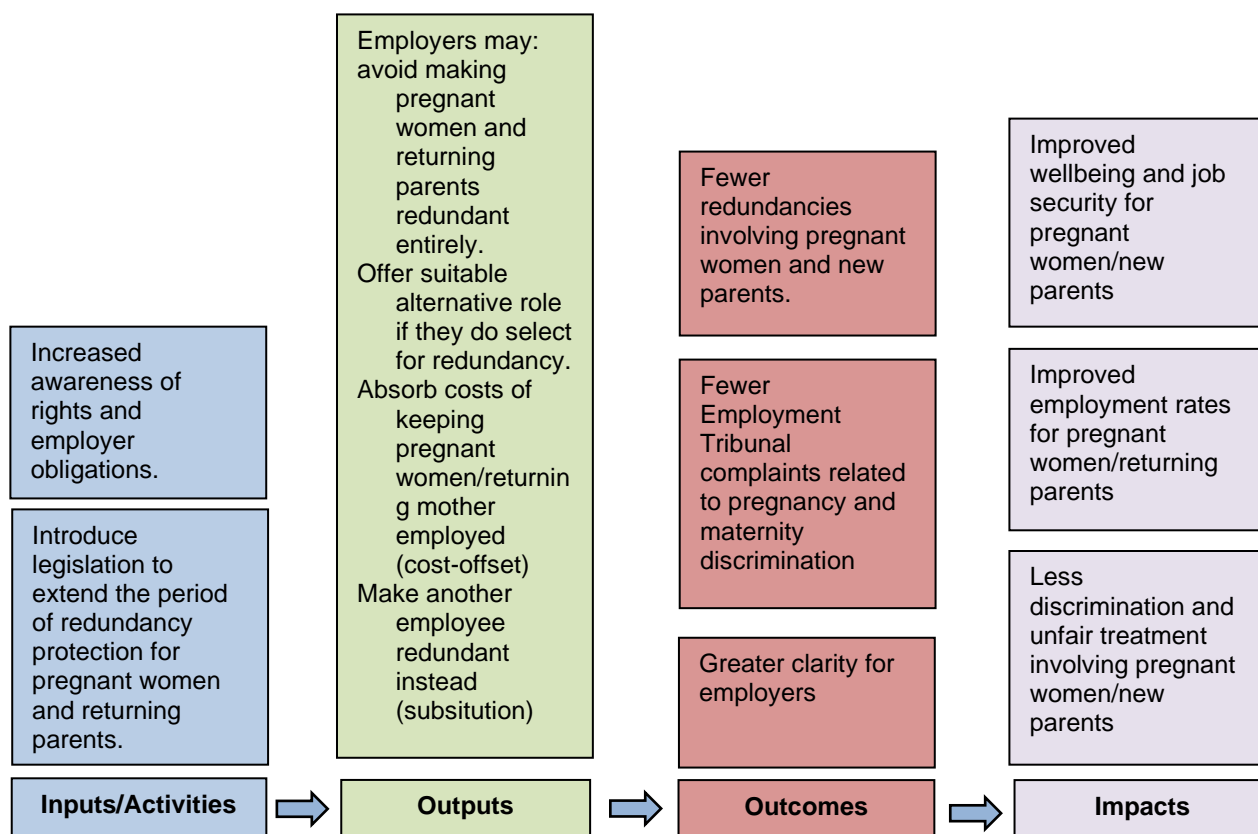 Increased
awareness of
rights and
employer
obligations.
Introduce
legislation to
extend the period
of redundancy
protection for
pregnant women
and returning
parents.
Inputs/Activities
Employers may:
avoid making
pregnant
women and
returning
parents
redundant
entirely.
Offer suitable
alternative role
if they do select
for redundancy.
Absorb costs of
keeping
pregnant
women/returnin
g mother
employed
(cost-offset)
Make another
employee
redundant
instead
(subsitution)
Outputs
Fewer
redundancies
involving pregnant
women and new
parents.
Fewer
Employment
Tribunal
complaints related
to pregnancy and
maternity
discrimination
Greater clarity for
employers
Outcomes
Improved
wellbeing and job
security for
pregnant
women/new
parents
Improved
employment rates
for pregnant
women/returning
parents
Less
discrimination and
unfair treatment
involving pregnant
women/new
parents
Impacts